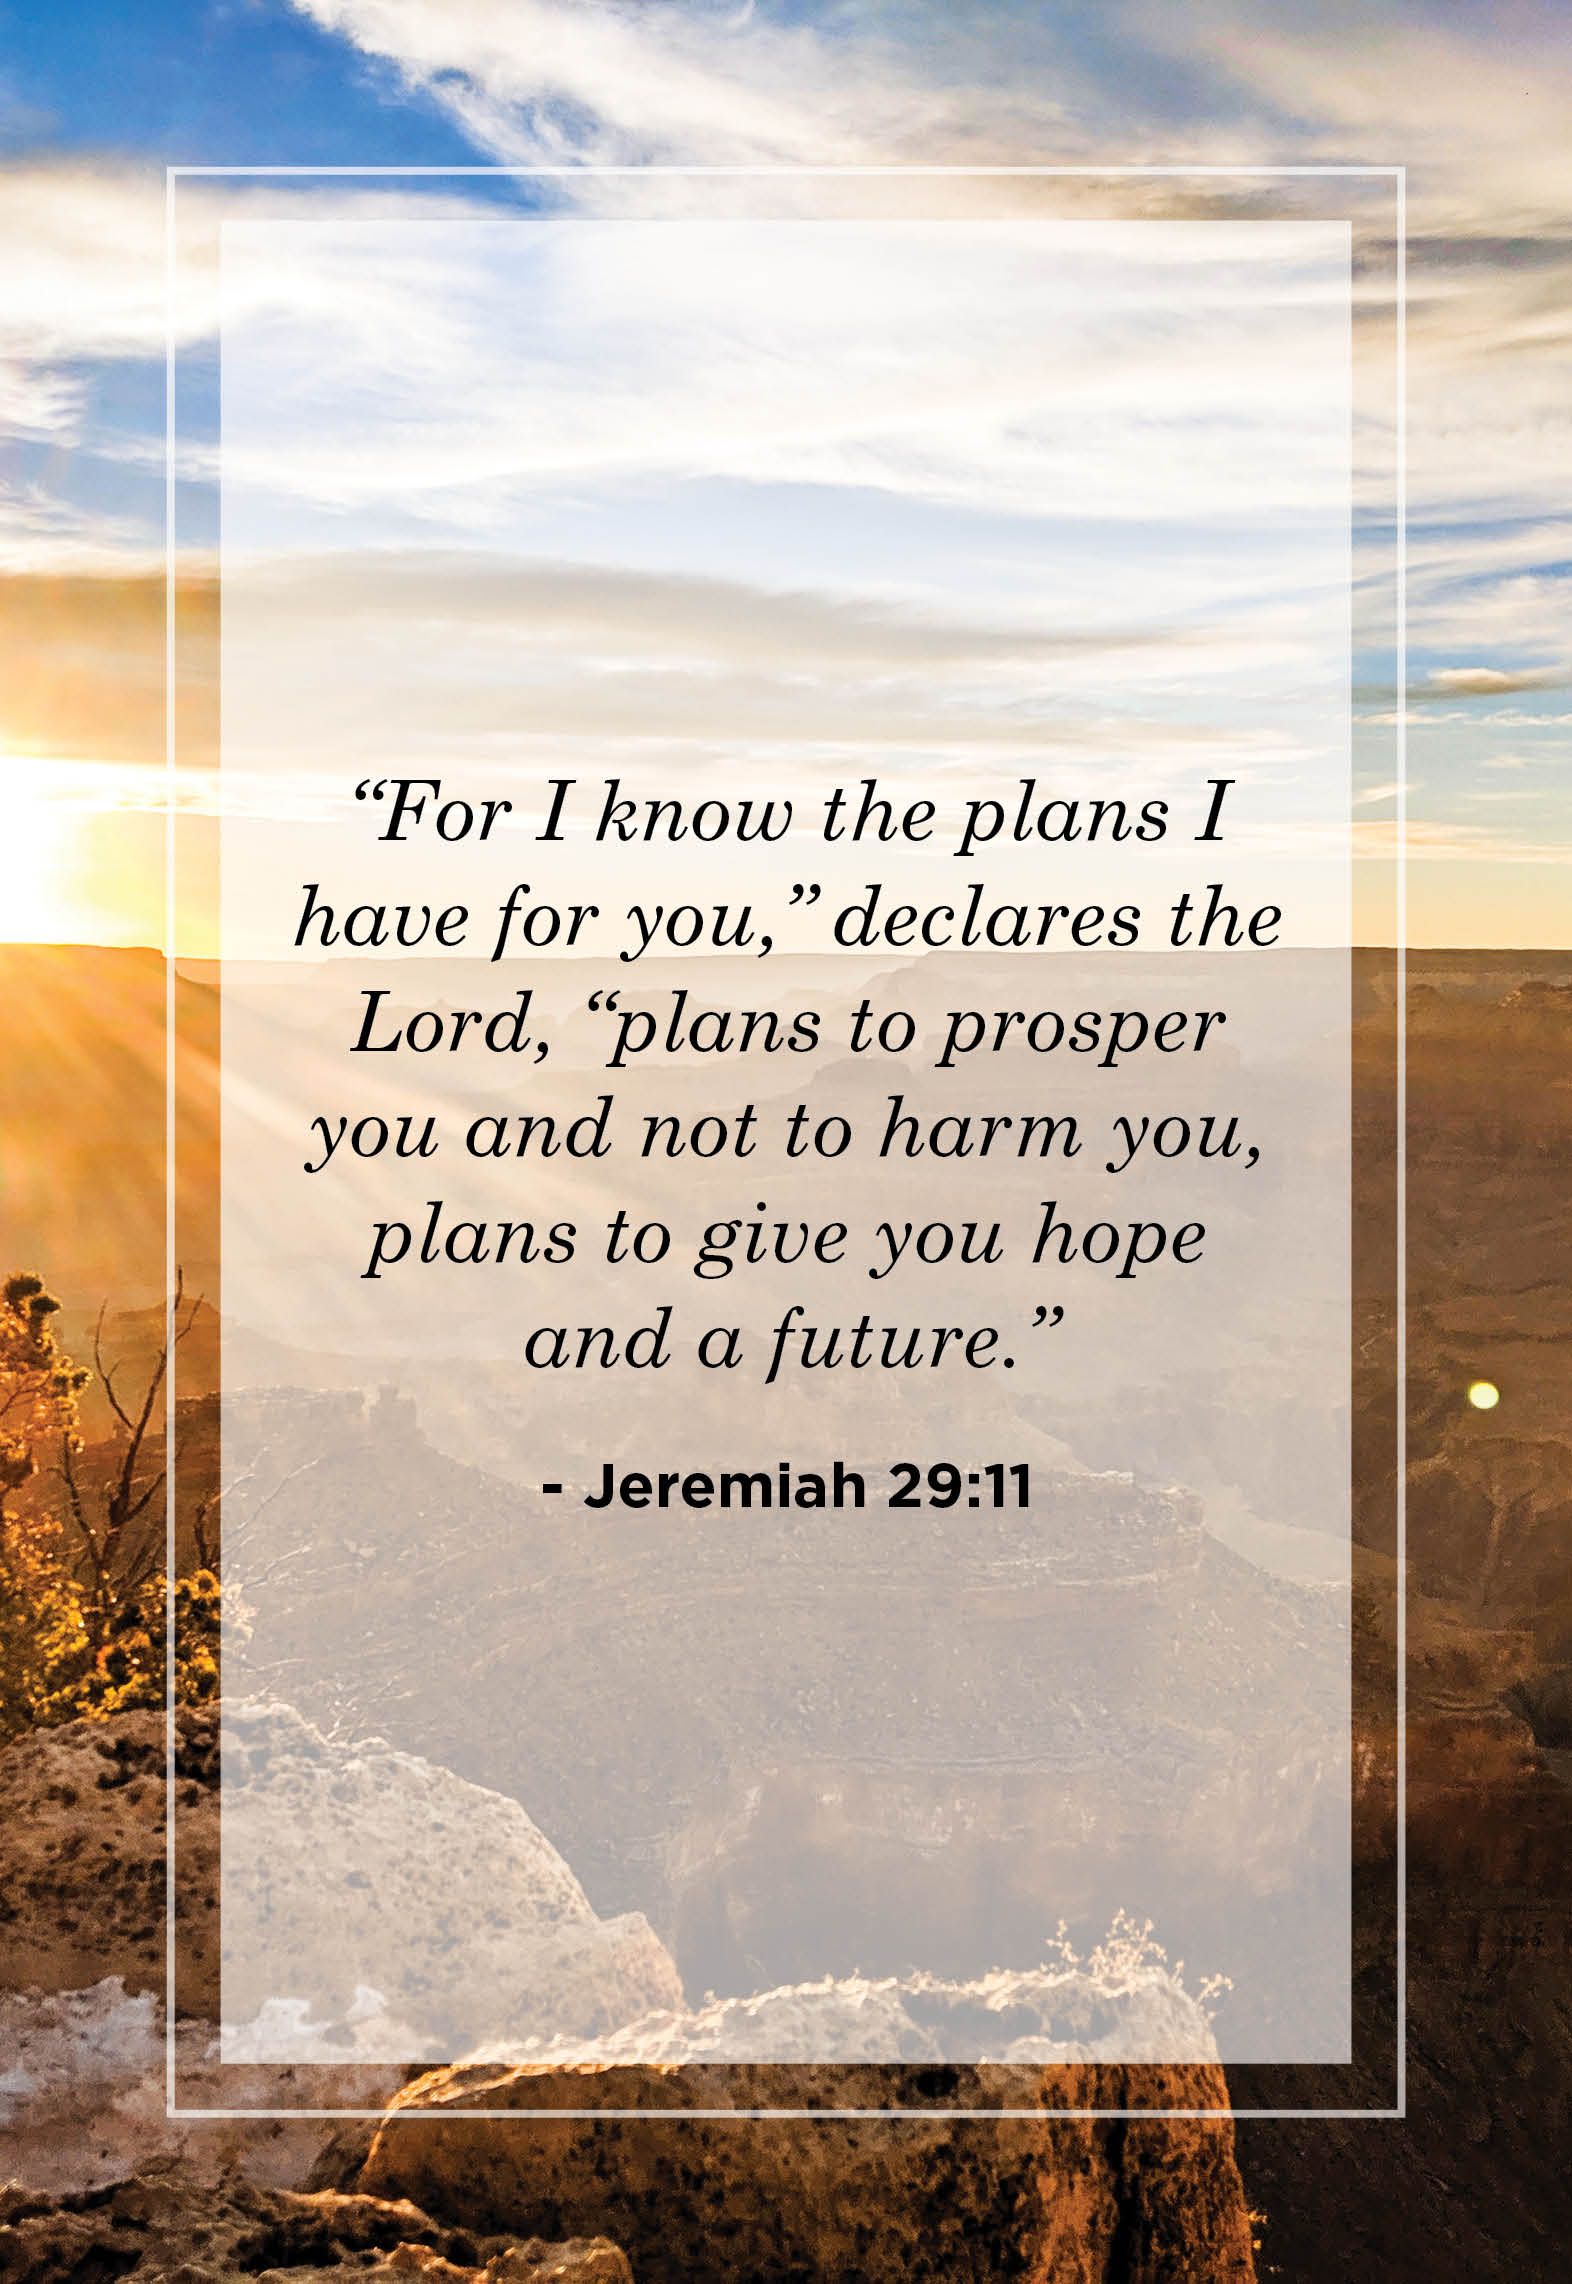 “For I know the plans I
have for you,” declares the
Lord, “plans to prosper
you and not to harm you,
plans to give you hope
and a future.”
- Jeremiah 29:11